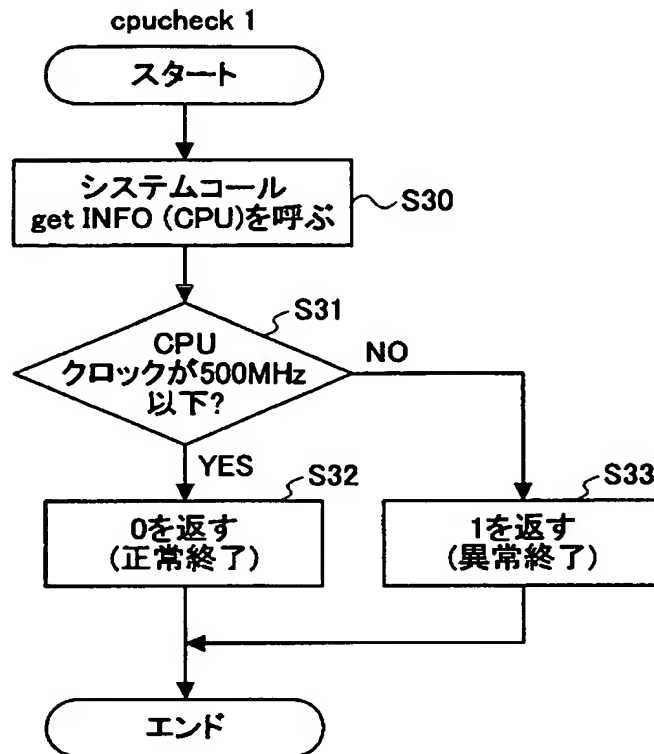 cpucheck 1
スタート
システムコール
get INFO (CPU)を呼ぶ
S30
S31
CPU
クロックが500MHz
以下?
NO
YES
S32
0を返す
(正常終了)
S33
1を返す
(異常終了)
エンド